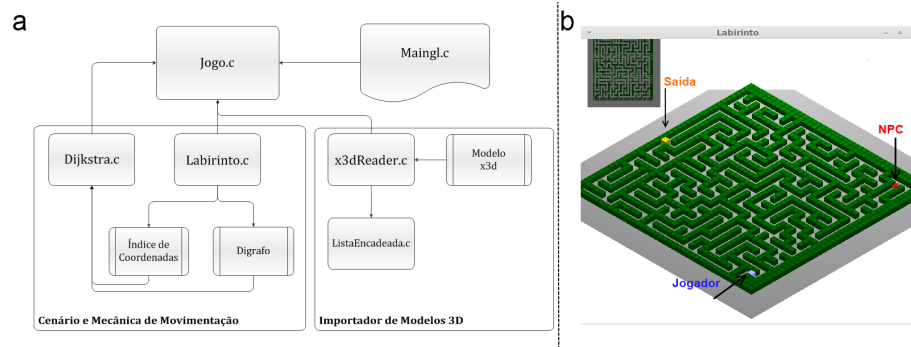 a
Jogo.c
Maingl.c
Dijkstra.c
Labirinto.c
x3dReader.c
Modelo
x3d
Índice de
Coordenadas
Digrafo
ListaEncadeada.c
Cenário e Mecânica de Movimentação
Importador de Modelos 3D
b
Labirinto
Saída
NPC
Jogador